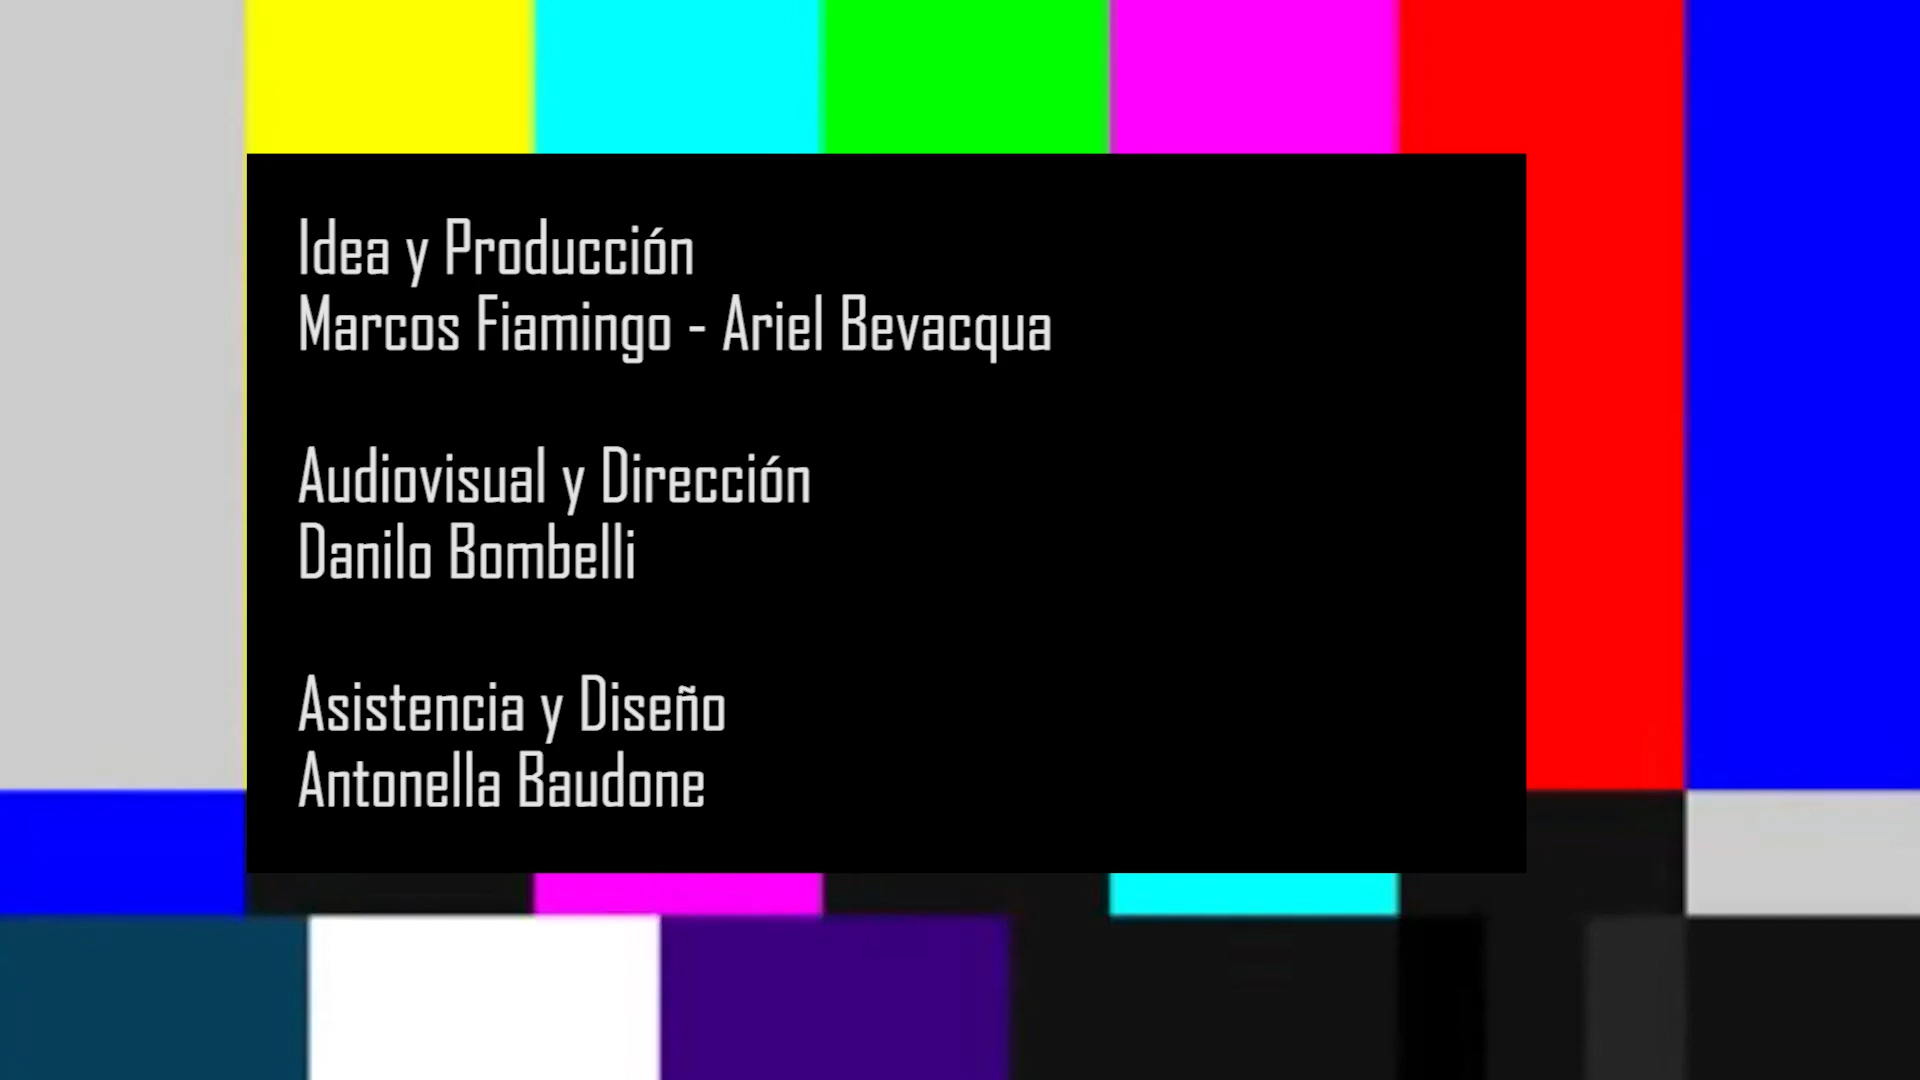 Idea y Producción
Marcos Fiamingo - Ariel Bevacqua
Audiovisual y Dirección
Danilo Bombelli
Asistencia y Diseño
Antonella Baudone